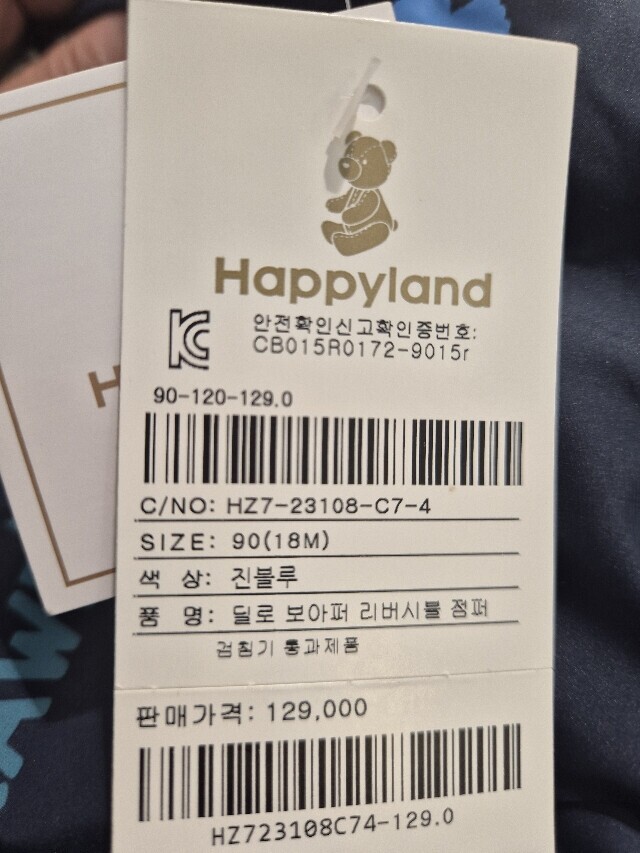 Happyland
안전확인신고확인증번호:
CB015R0172-9015r
90-120-129.0
C/NO: HZ7-23108-C7-4
SIZE: 90(18M)
색 상: 진블루
품 명: 딜로 보아퍼 리버시블 점퍼
검침기 통과제품
판매가격: 129,000
HZ723108C74-129.0
H